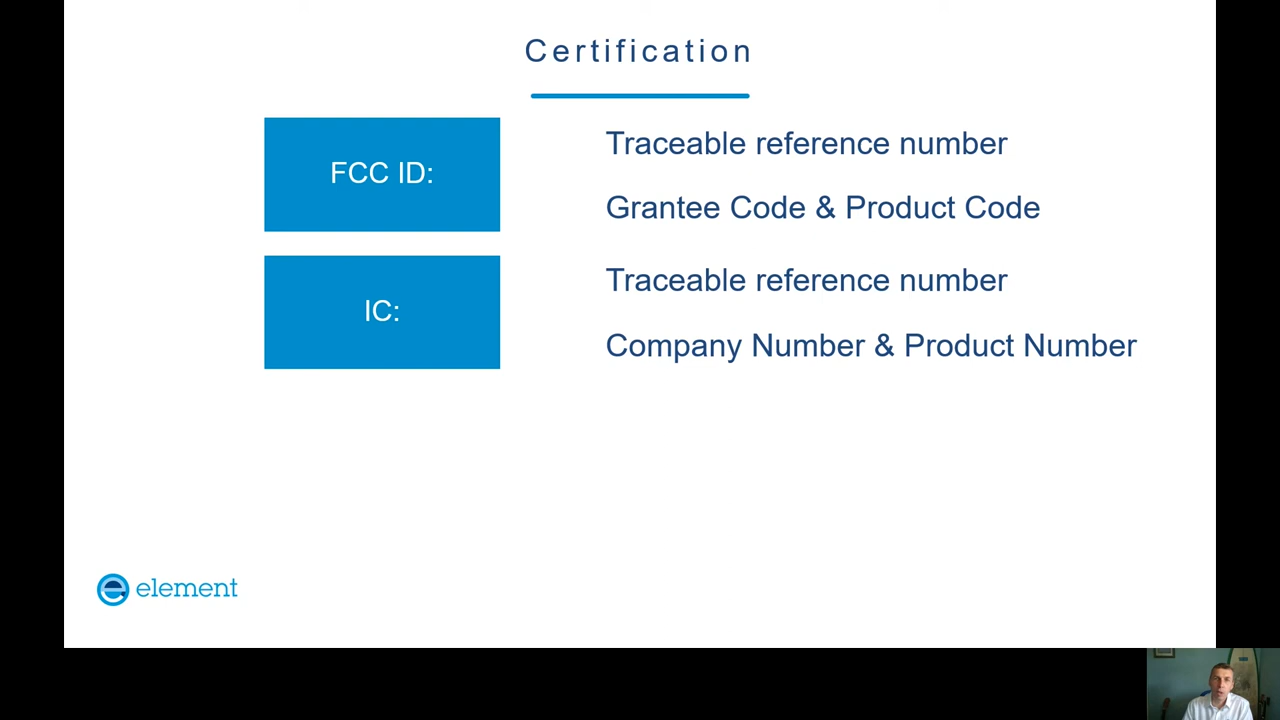 Certification
FCC ID:
Traceable reference number
Grantee Code & Product Code
IC:
Traceable reference number
Company Number & Product Number
element